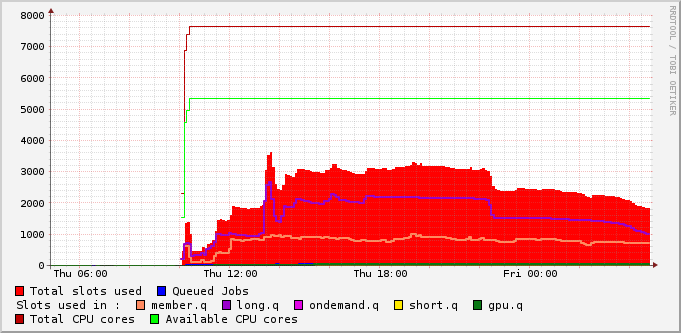 8000
7000
6000
5000
4000
3000
2000
1000
0
Thu 06:00 Thu 12:00 Thu 18:00 Fri 00:00
RRDTOOL / TOBI OETIKER
Total slots used Queued Jobs
Slots used in : member.q long.q ondemand.q short.q gpu.q
Total CPU cores Available CPU cores